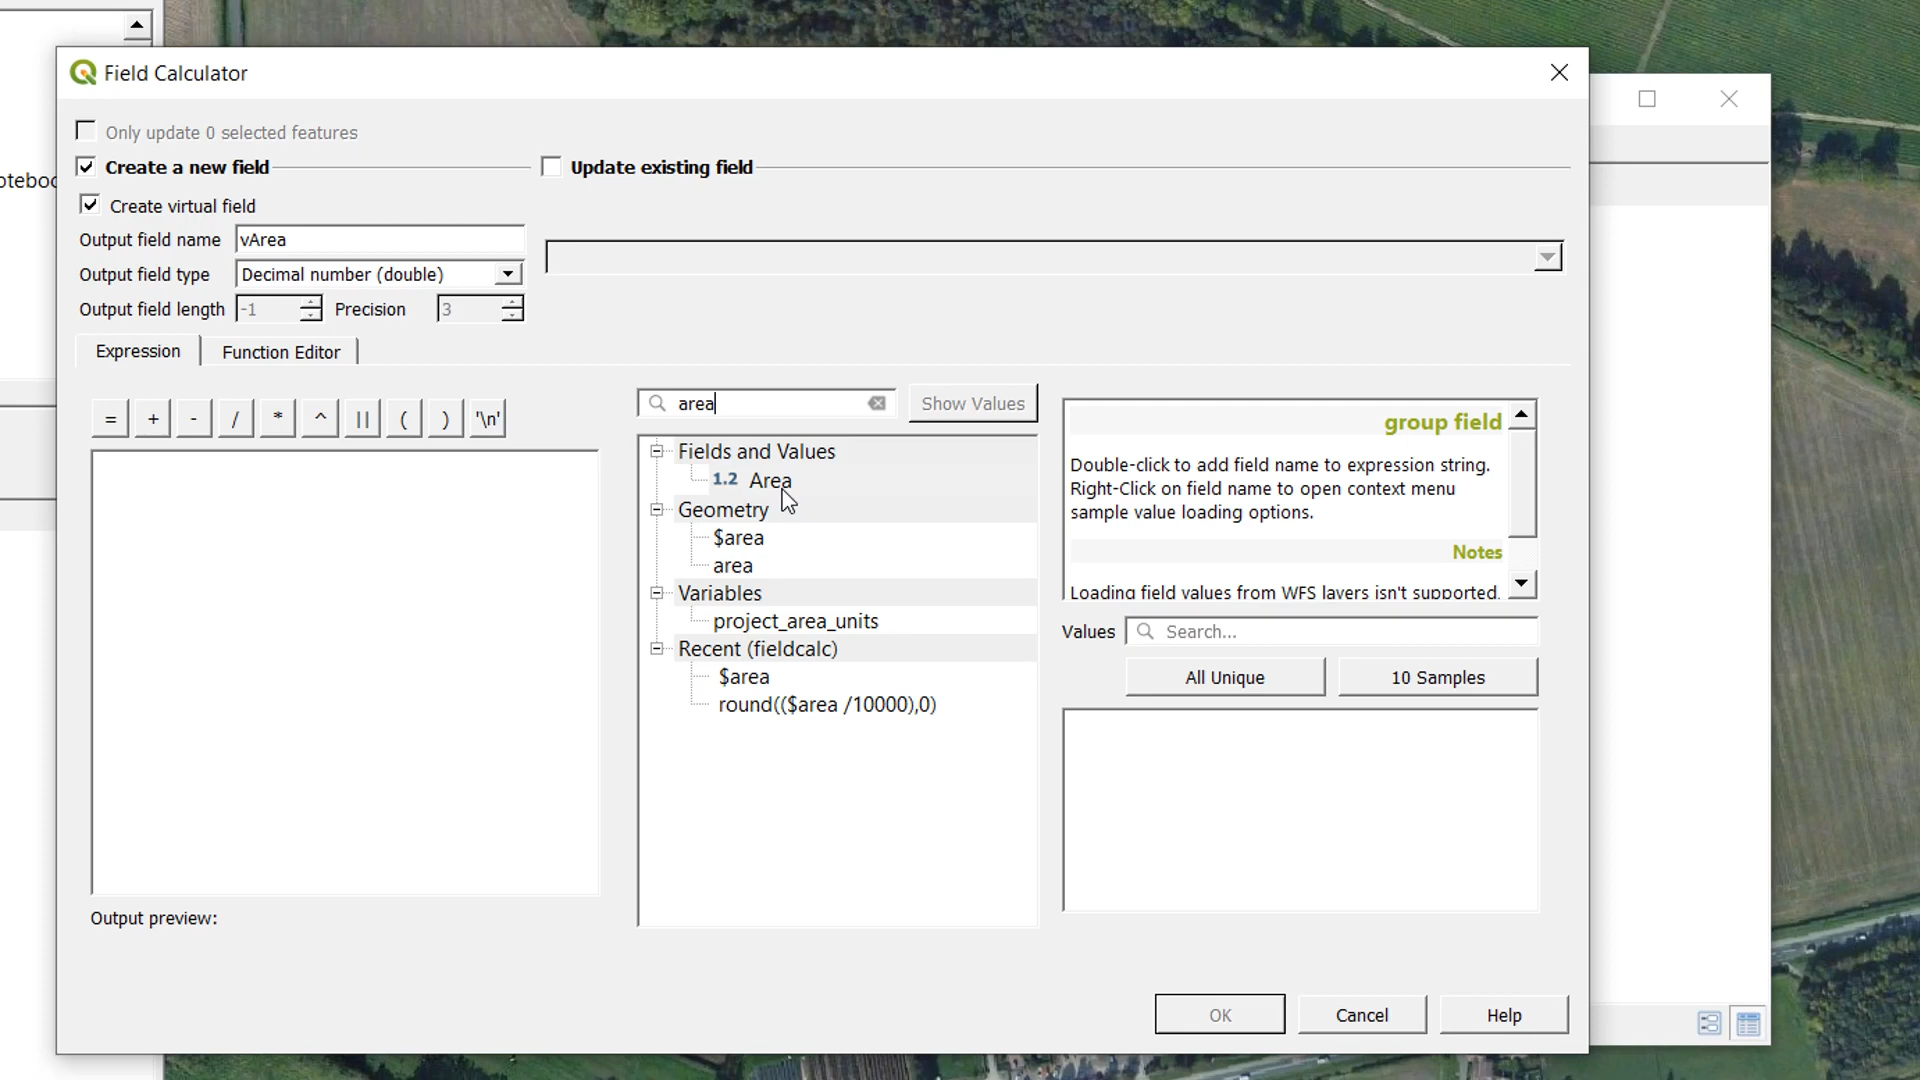 Field Calculator
Only update 0 selected features
Create a new field
Update existing field
Create virtual field
Output field name
vArea
Output field type
Decimal number (double)
Output field length
-1
Precision
3
Expression
Function Editor
=
+
-
/
*
^
||
(
)
'\n'
area
Show Values
Fields and Values
1.2 Area
Geometry
$area
area
Variables
project_area_units
Recent (fieldcalc)
$area
round(($area /10000),0)
group field
Double-click to add field name to expression string.
Right-Click on field name to open context menu
sample value loading options.
Notes
Loading field values from WFS layers isn't supported.
Values
Search...
All Unique
10 Samples
Output preview:
OK
Cancel
Help